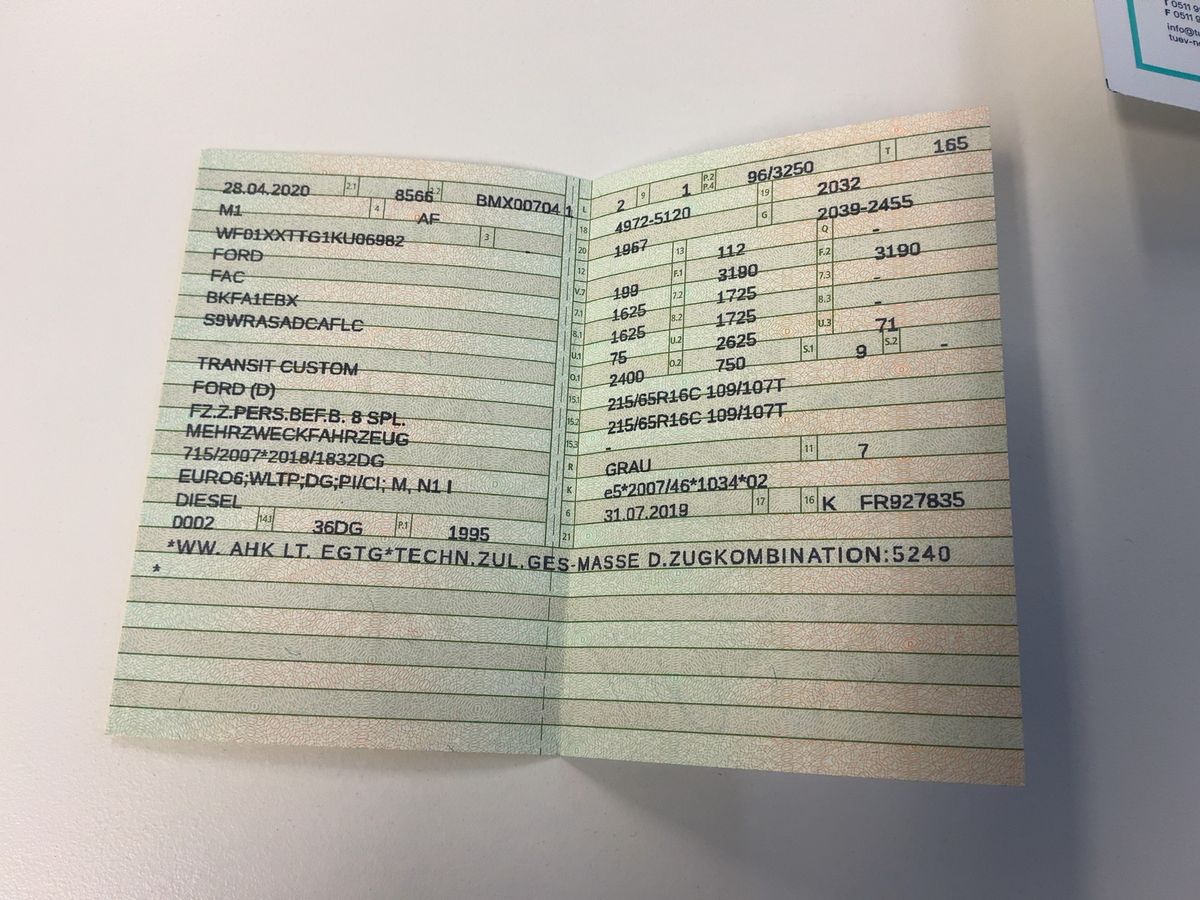 28.04.2020 2.1 8566 2.2 BMX00704 1
M1 4 AF
WF01XXTTG1KU06982 3 -
FORD
FAC
BKFA1EBX
S9WRASADCAFLC
TRANSIT CUSTOM
FORD (D)
FZ.Z.PERS.BEF.B. 8 SPL.
MEHRZWECKFAHRZEUG
715/2007*2018/1832DG
EURO6;WLTP;DG;PI/CI; M, N1 I
DIESEL
0002 14.1 36DG P.1 1995
L 2 9 1 P.2 P.4 96/3250 T 165
18 4972-5120 19 2032
20 1967 G 2039-2455
12 13 112 Q -
V.7 199 F.1 3190 F.2 3190
7.1 1625 7.2 1725 7.3 -
8.1 1625 8.2 1725 8.3 -
U.1 75 U.2 2625 U.3 71
O.1 2400 O.2 750 S.1 9 S.2 -
15.1 215/65R16C 109/107T
15.2 215/65R16C 109/107T
15.3 -
R GRAU 11 7
K e5*2007/46*1034*02
6 31.07.2019 17 16 K FR927835
21
*WW. AHK LT. EGTG*TECHN.ZUL.GES-MASSE D.ZUGKOMBINATION:5240
*
T 0511 9
F 0511 9
info@tu
tuev-n